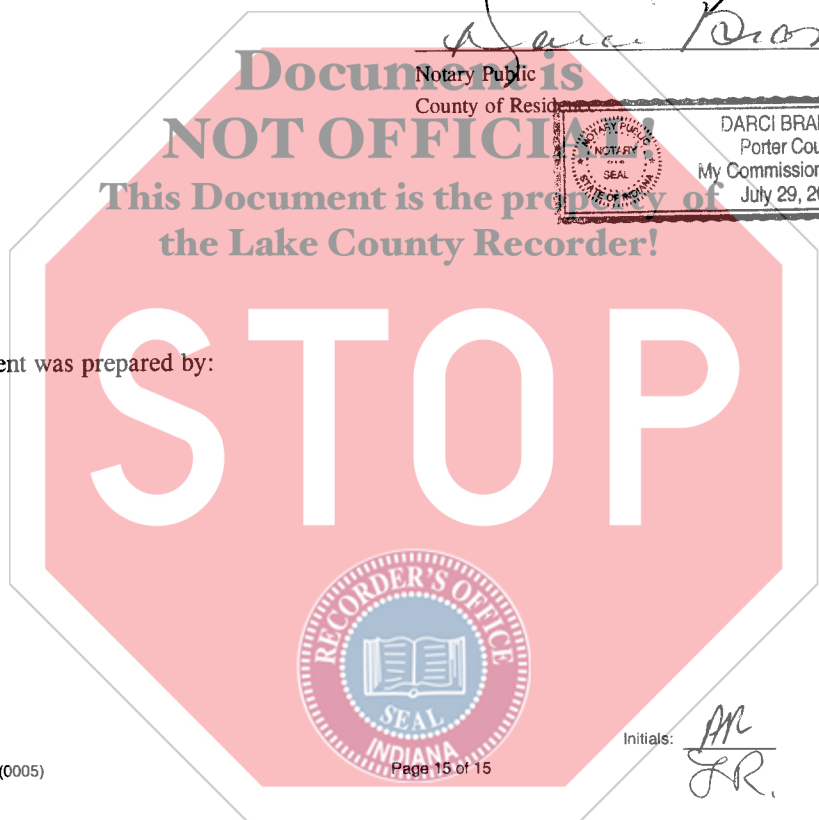 Darci
Document is
NOT OFFICIAL!
This Document is the property of
the Lake County Recorder!
Notary Public
County of Residence
NOTARY PUBLIC
NOTARY
SEAL
STATE OF INDIANA
DARCI BRA
Porter Cou
My Commission
July 29, 20
ent was prepared by:
STOP
RECORDER'S OFFICE
SEAL
INDIANA
Initials:
(0005)
Page 15 of 15